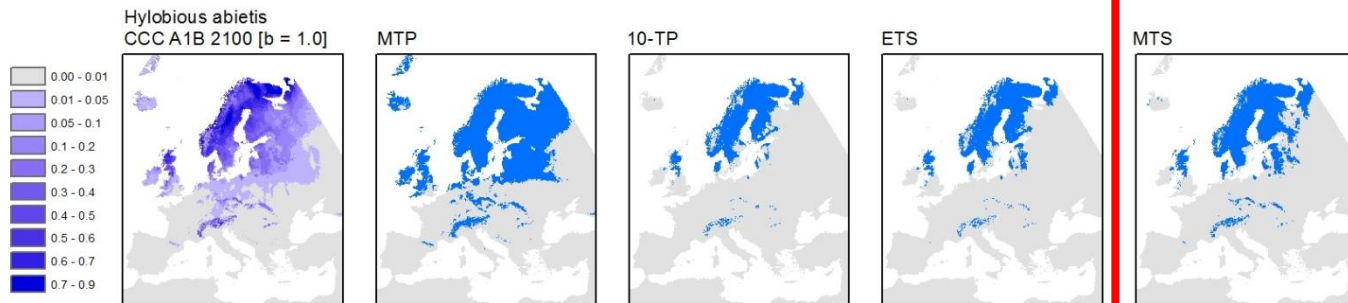 Hylobious abietis
CCC A1B 2100 [b = 1.0]
MTP
10-TP
ETS
MTS
0.00 - 0.01
0.01 - 0.05
0.05 - 0.1
0.1 - 0.2
0.2 - 0.3
0.3 - 0.4
0.4 - 0.5
0.5 - 0.6
0.6 - 0.7
0.7 - 0.9